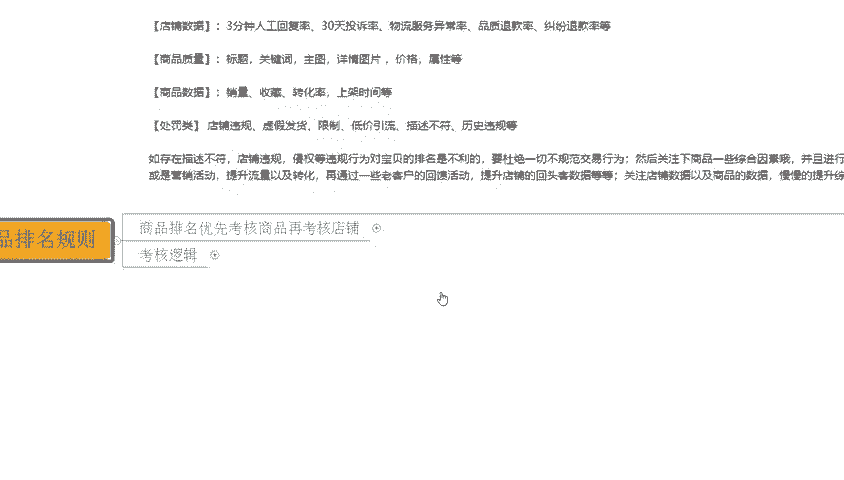 【店铺数据】：3分钟人工回复率、30天投诉率、物流服务异常率、品质退款率、纠纷退款率等
【商品质量】：标题，关键词，主图，详情图片 ，价格，属性等
【商品数据】：销量、收藏、转化率，上架时间等
【处罚类】 店铺违规、虚假发货、限制、低价引流、描述不符、历史违规等
如存在描述不符，店铺违规，侵权等违规行为对宝贝的排名是不利的，要杜绝一切不规范交易行为；然后关注下商品一些综合因素哦，并且进行
或是营销活动，提升流量以及转化，再通过一些老客户的回馈活动，提升店铺的回头客数据等等；关注店铺数据以及商品的数据，慢慢的提升综
品排名规则
商品排名优先考核商品再考核店铺
考核逻辑